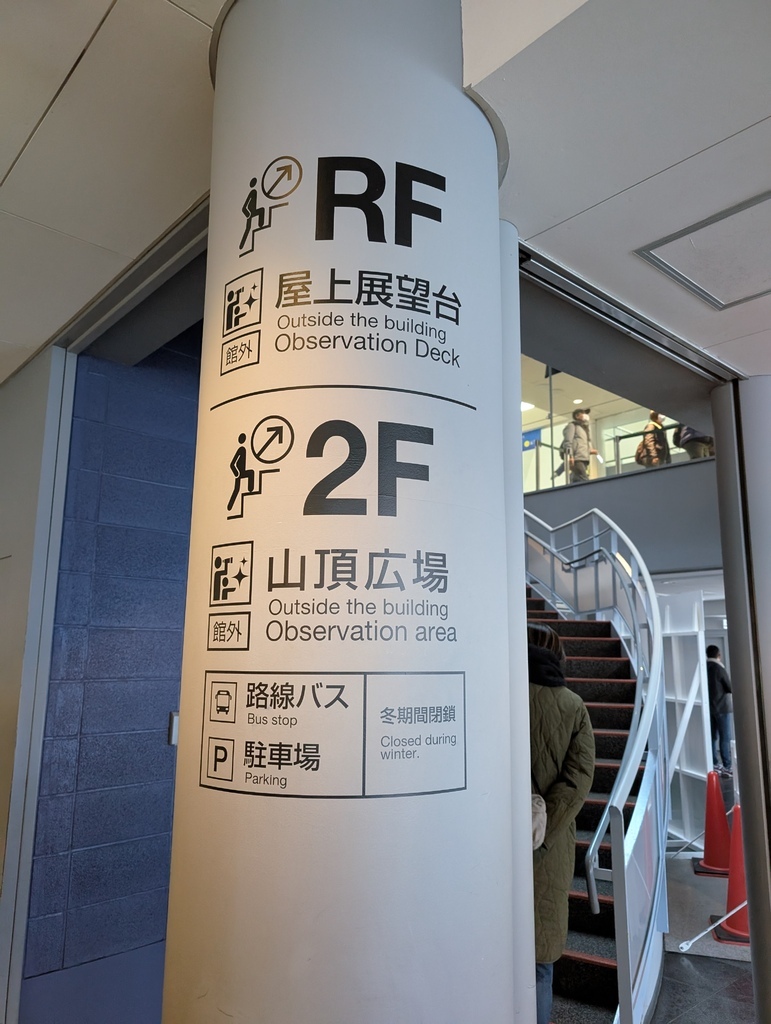 RF
屋上展望台
Outside the building
館外
Observation Deck
2F
山頂広場
Outside the building
館外
Observation area
路線バス
Bus stop
駐車場
P
Parking
冬期間閉鎖
Closed during
winter.